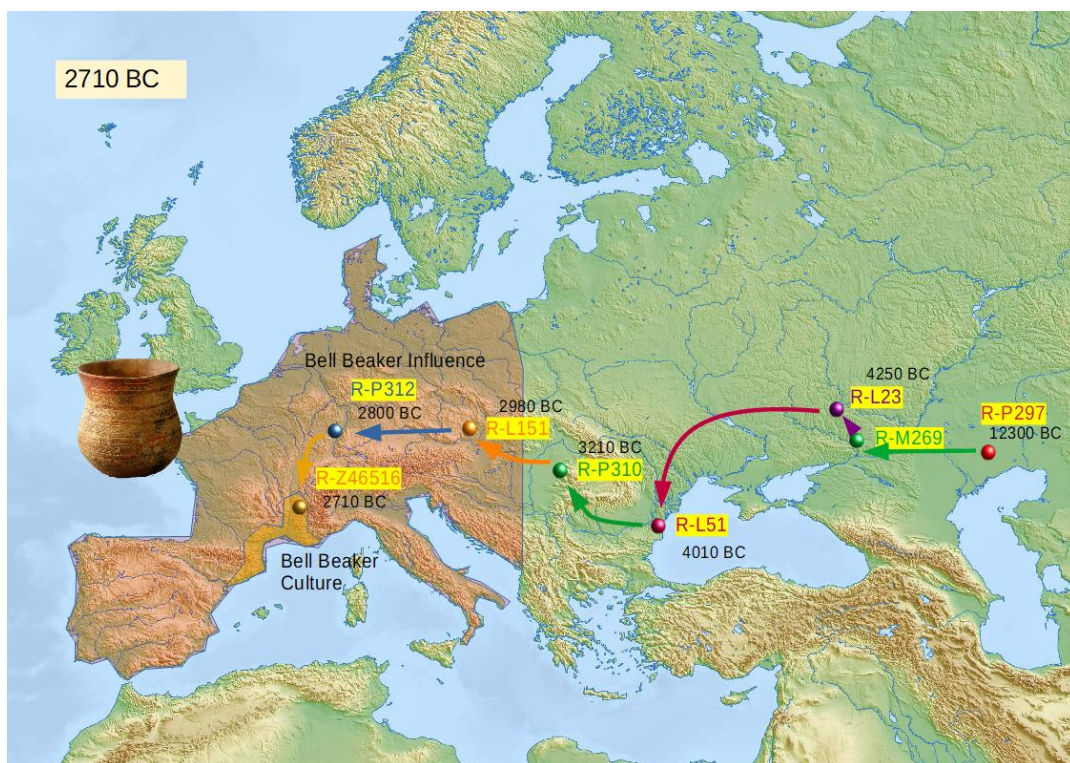 2710 BC
Bell Beaker Influence
R-P312
2800 BC
2980 BC
R-L151
4250 BC
R-L23
R-P297
12300 BC
R-M269
3210 BC
R-P310
R-Z46516
2710 BC
R-L51
4010 BC
Bell Beaker
Culture